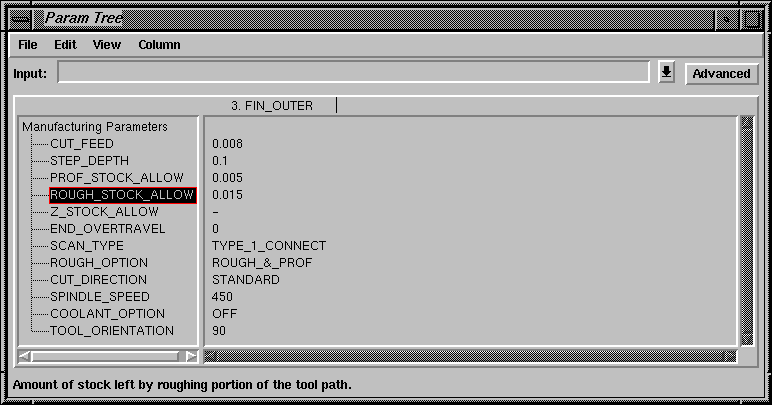 Param Tree
File Edit View Column
Input: Advanced
3. FIN_OUTER
Manufacturing Parameters
CUT_FEED 0.008
STEP_DEPTH 0.1
PROF_STOCK_ALLOW 0.005
ROUGH_STOCK_ALLOW 0.015
Z_STOCK_ALLOW -
END_OVERTRAVEL 0
SCAN_TYPE TYPE_1_CONNECT
ROUGH_OPTION ROUGH_&_PROF
CUT_DIRECTION STANDARD
SPINDLE_SPEED 450
COOLANT_OPTION OFF
TOOL_ORIENTATION 90
Amount of stock left by roughing portion of the tool path.